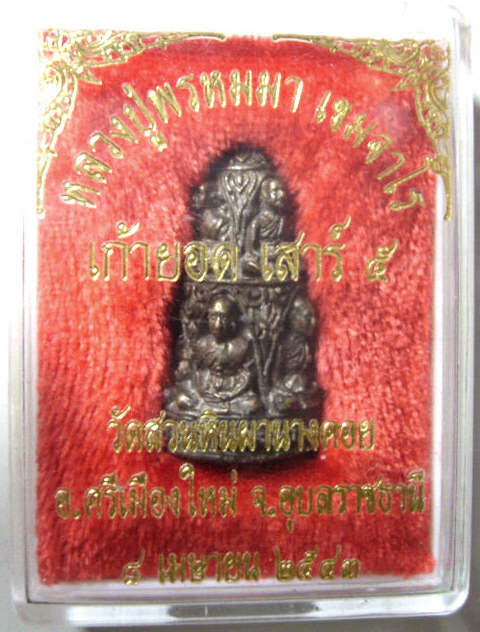 หลวงปู่พรหมมา เขมจาโร
เก้ายอด เสาร์ ๕
วัดสวนหินผานางคอย
อ.ศรีเมืองใหม่ จ.อุบลราชธานี
๘ เมษายน ๒๕๔๓